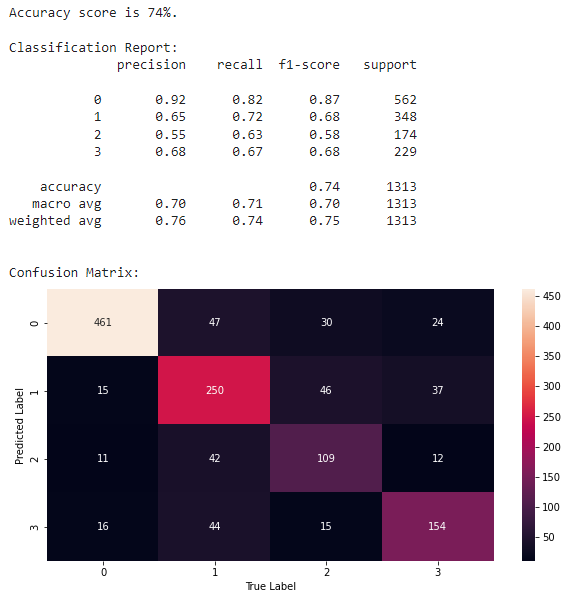 Accuracy score is 74%.
Classification Report:
precision recall f1-score support
0 0.92 0.82 0.87 562
1 0.65 0.72 0.68 348
2 0.55 0.63 0.58 174
3 0.68 0.67 0.68 229
accuracy 0.74 1313
macro avg 0.70 0.71 0.70 1313
weighted avg 0.76 0.74 0.75 1313
Confusion Matrix:
Predicted Label
0 461 47 30 24
1 15 250 46 37
2 11 42 109 12
3 16 44 15 154
0 1 2 3
True Label
450
400
350
300
250
200
150
100
50